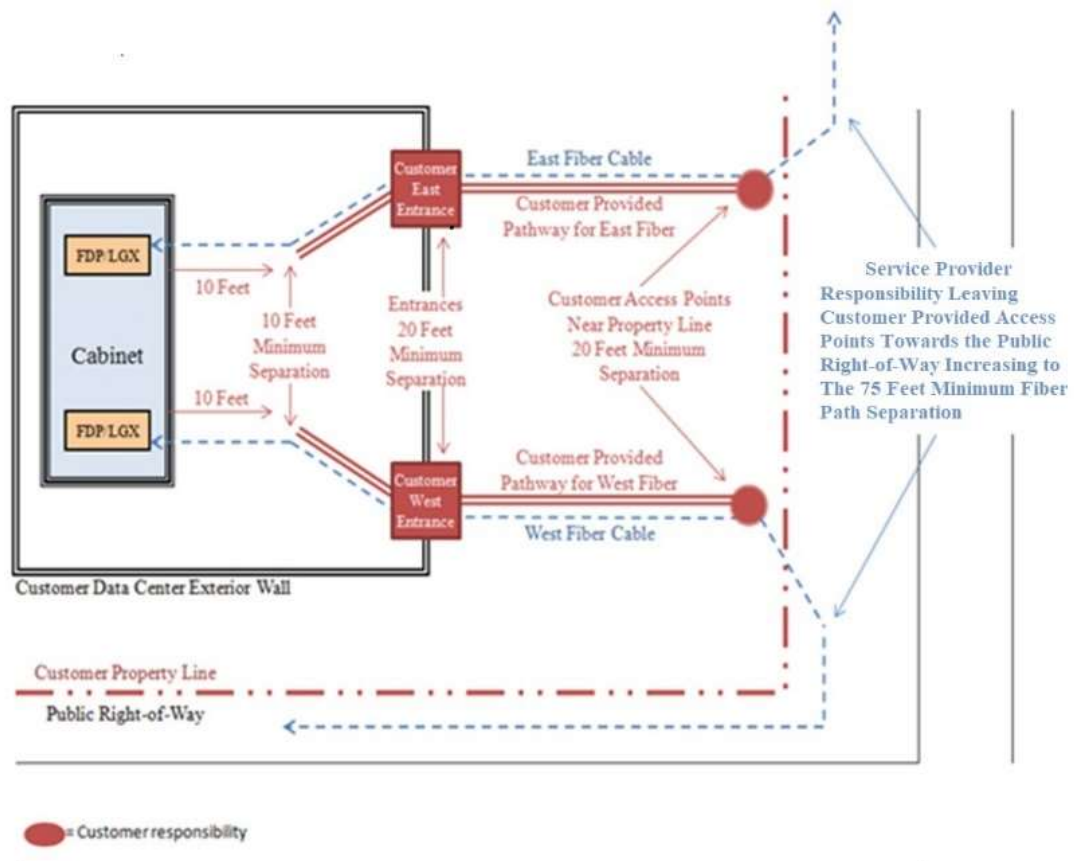 Customer
East
Entrance
East Fiber Cable
Customer Provided
Pathway for East Fiber
FDP/LGX
10 Feet
10 Feet
Minimum
Separation
Entrances
20 Feet
Minimum
Separation
Customer Access Points
Near Property Line
20 Feet Minimum
Separation
Service Provider
Responsibility Leaving
Customer Provided Access
Points Towards the Public
Right-of-Way Increasing to
The 75 Feet Minimum Fiber
Path Separation
Cabinet
10 Feet
FDP/LGX
Customer Provided
Pathway for West Fiber
Customer
West
Entrance
West Fiber Cable
Customer Data Center Exterior Wall
Customer Property Line
Public Right-of-Way
= Customer responsibility